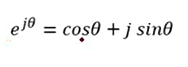 e^{jθ} = cosθ + j sinθ